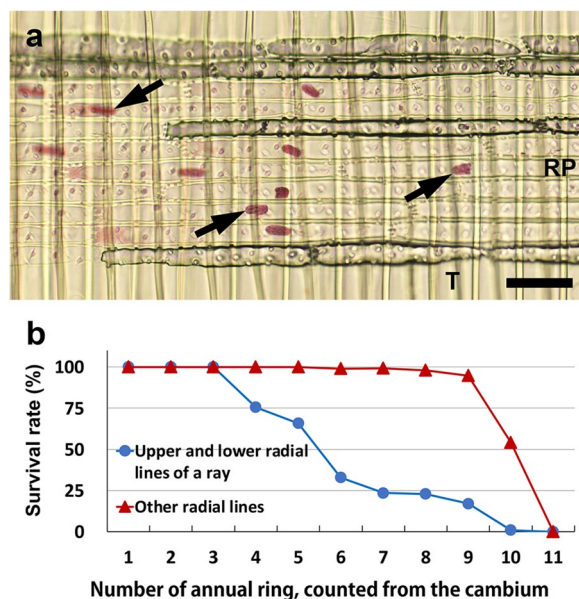 a
RP
T
b
Survival rate (%)
100
75
50
25
0
Upper and lower radial
lines of a ray
Other radial lines
1 2 3 4 5 6 7 8 9 10 11
Number of annual ring, counted from the cambium